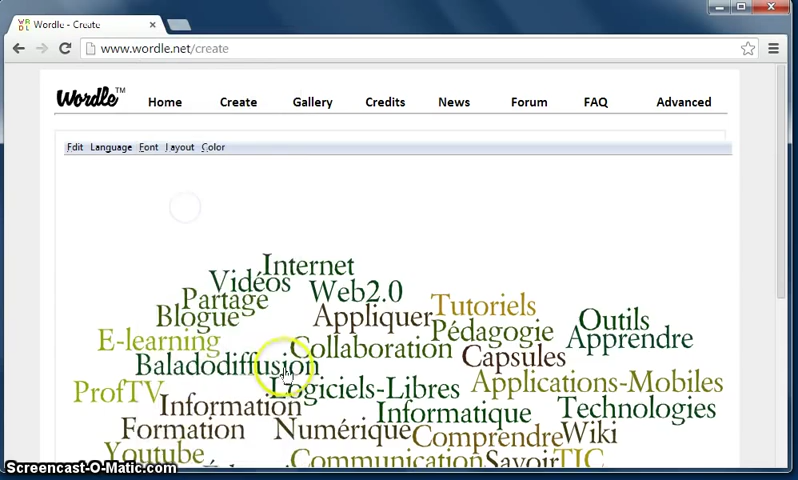 Wordle - Create
www.wordle.net/create
Wordle™ Home Create Gallery Credits News Forum FAQ Advanced
Edit Language Font Layout Color
Internet
Vidéos
Web2.0
Partage
Tutoriels
Blogue
Appliquer
Outils
Pédagogie
Apprendre
E-learning
Collaboration
Capsules
Baladodiffusion
Applications-Mobiles
ProfTV
Logiciels-Libres
Information
Informatique
Technologies
Formation
Numérique
Comprendre
Wiki
Youtube
Communication
Savoir
TIC
Screencast-O-Matic.com